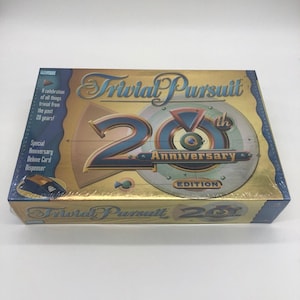 Trivial Pursuit
A celebration
of all things
trivial from
the past
20 years!
20th
Anniversary
EDITION
Special
Anniversary
Deluxe Card
Dispenser
Trivial Pursuit 20th